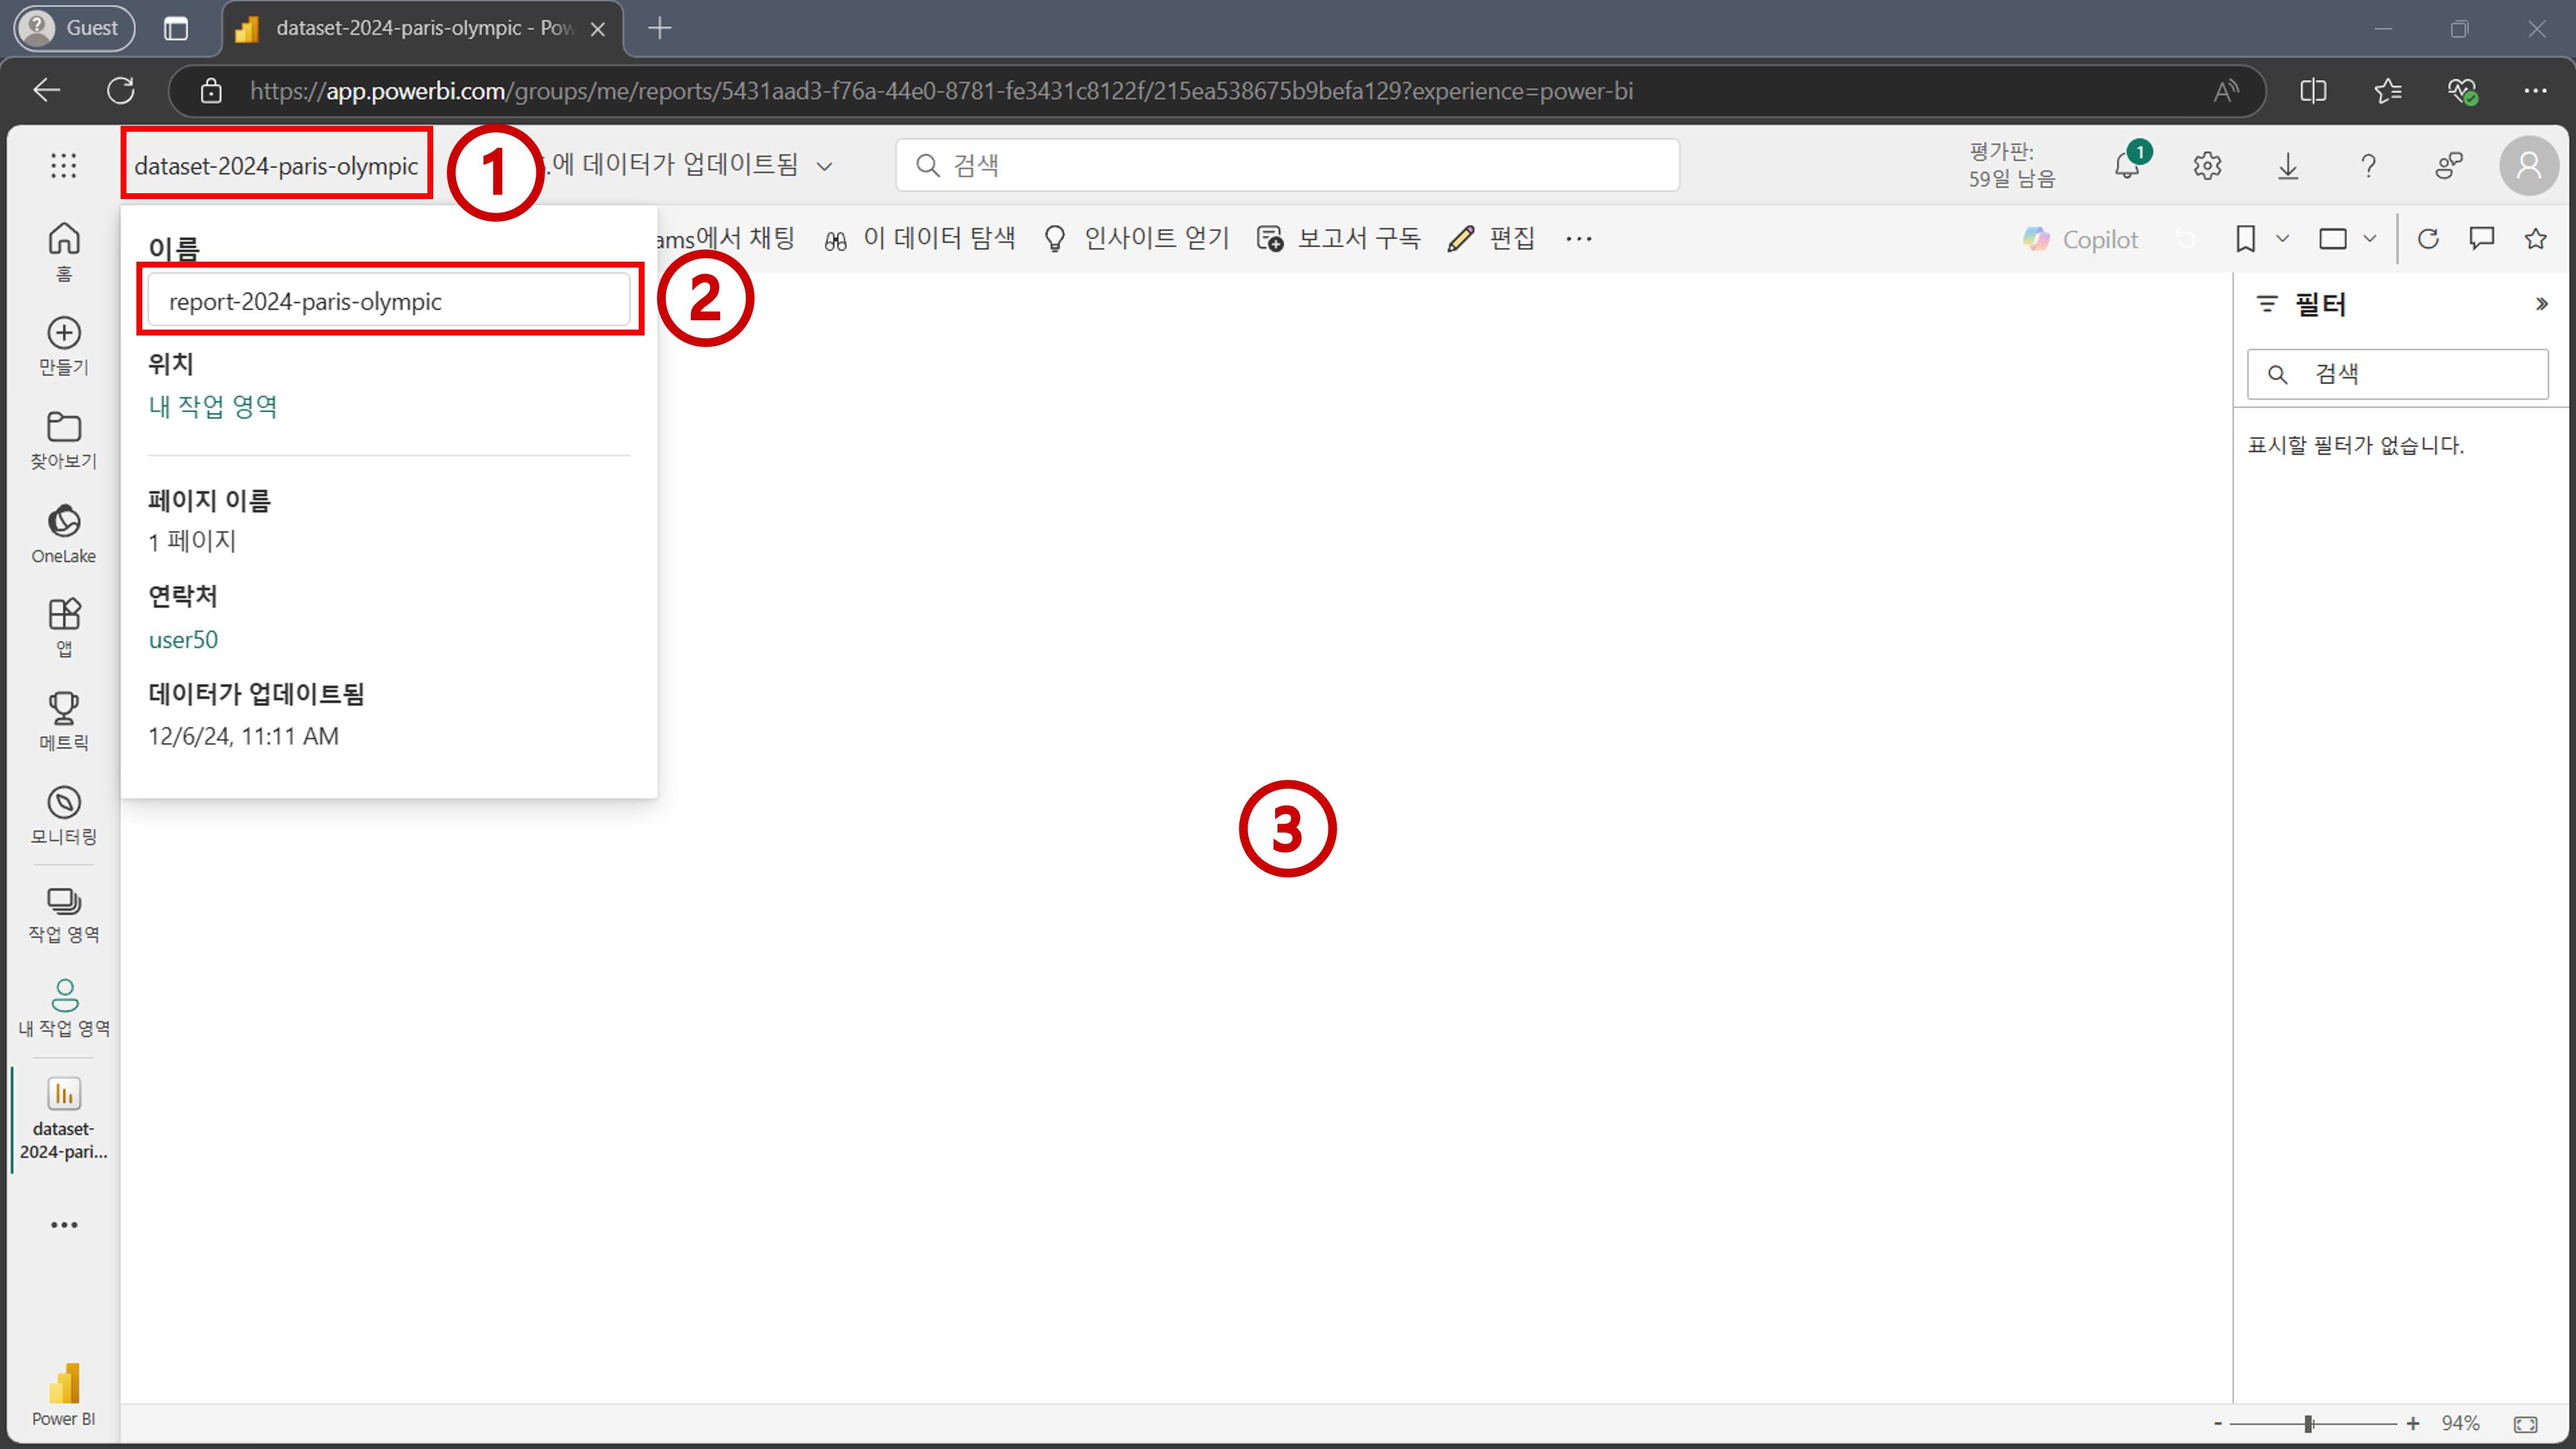 Guest
dataset-2024-paris-olympic - Pow
https://app.powerbi.com/groups/me/reports/5431aad3-f76a-44e0-8781-fe3431c8122f/215ea538675b9befa129?experience=power-bi
dataset-2024-paris-olympic
1
.에 데이터가 업데이트됨
검색
평가판:
59일 남음
1
홈
만들기
찾아보기
OneLake
앱
메트릭
모니터링
작업 영역
내 작업 영역
dataset-
2024-pari...
Power BI
이름
report-2024-paris-olympic
2
위치
내 작업 영역
페이지 이름
1 페이지
연락처
user50
데이터가 업데이트됨
12/6/24, 11:11 AM
ams에서 채팅
이 데이터 탐색
인사이트 얻기
보고서 구독
편집
Copilot
3
필터
검색
표시할 필터가 없습니다.
- + 94%